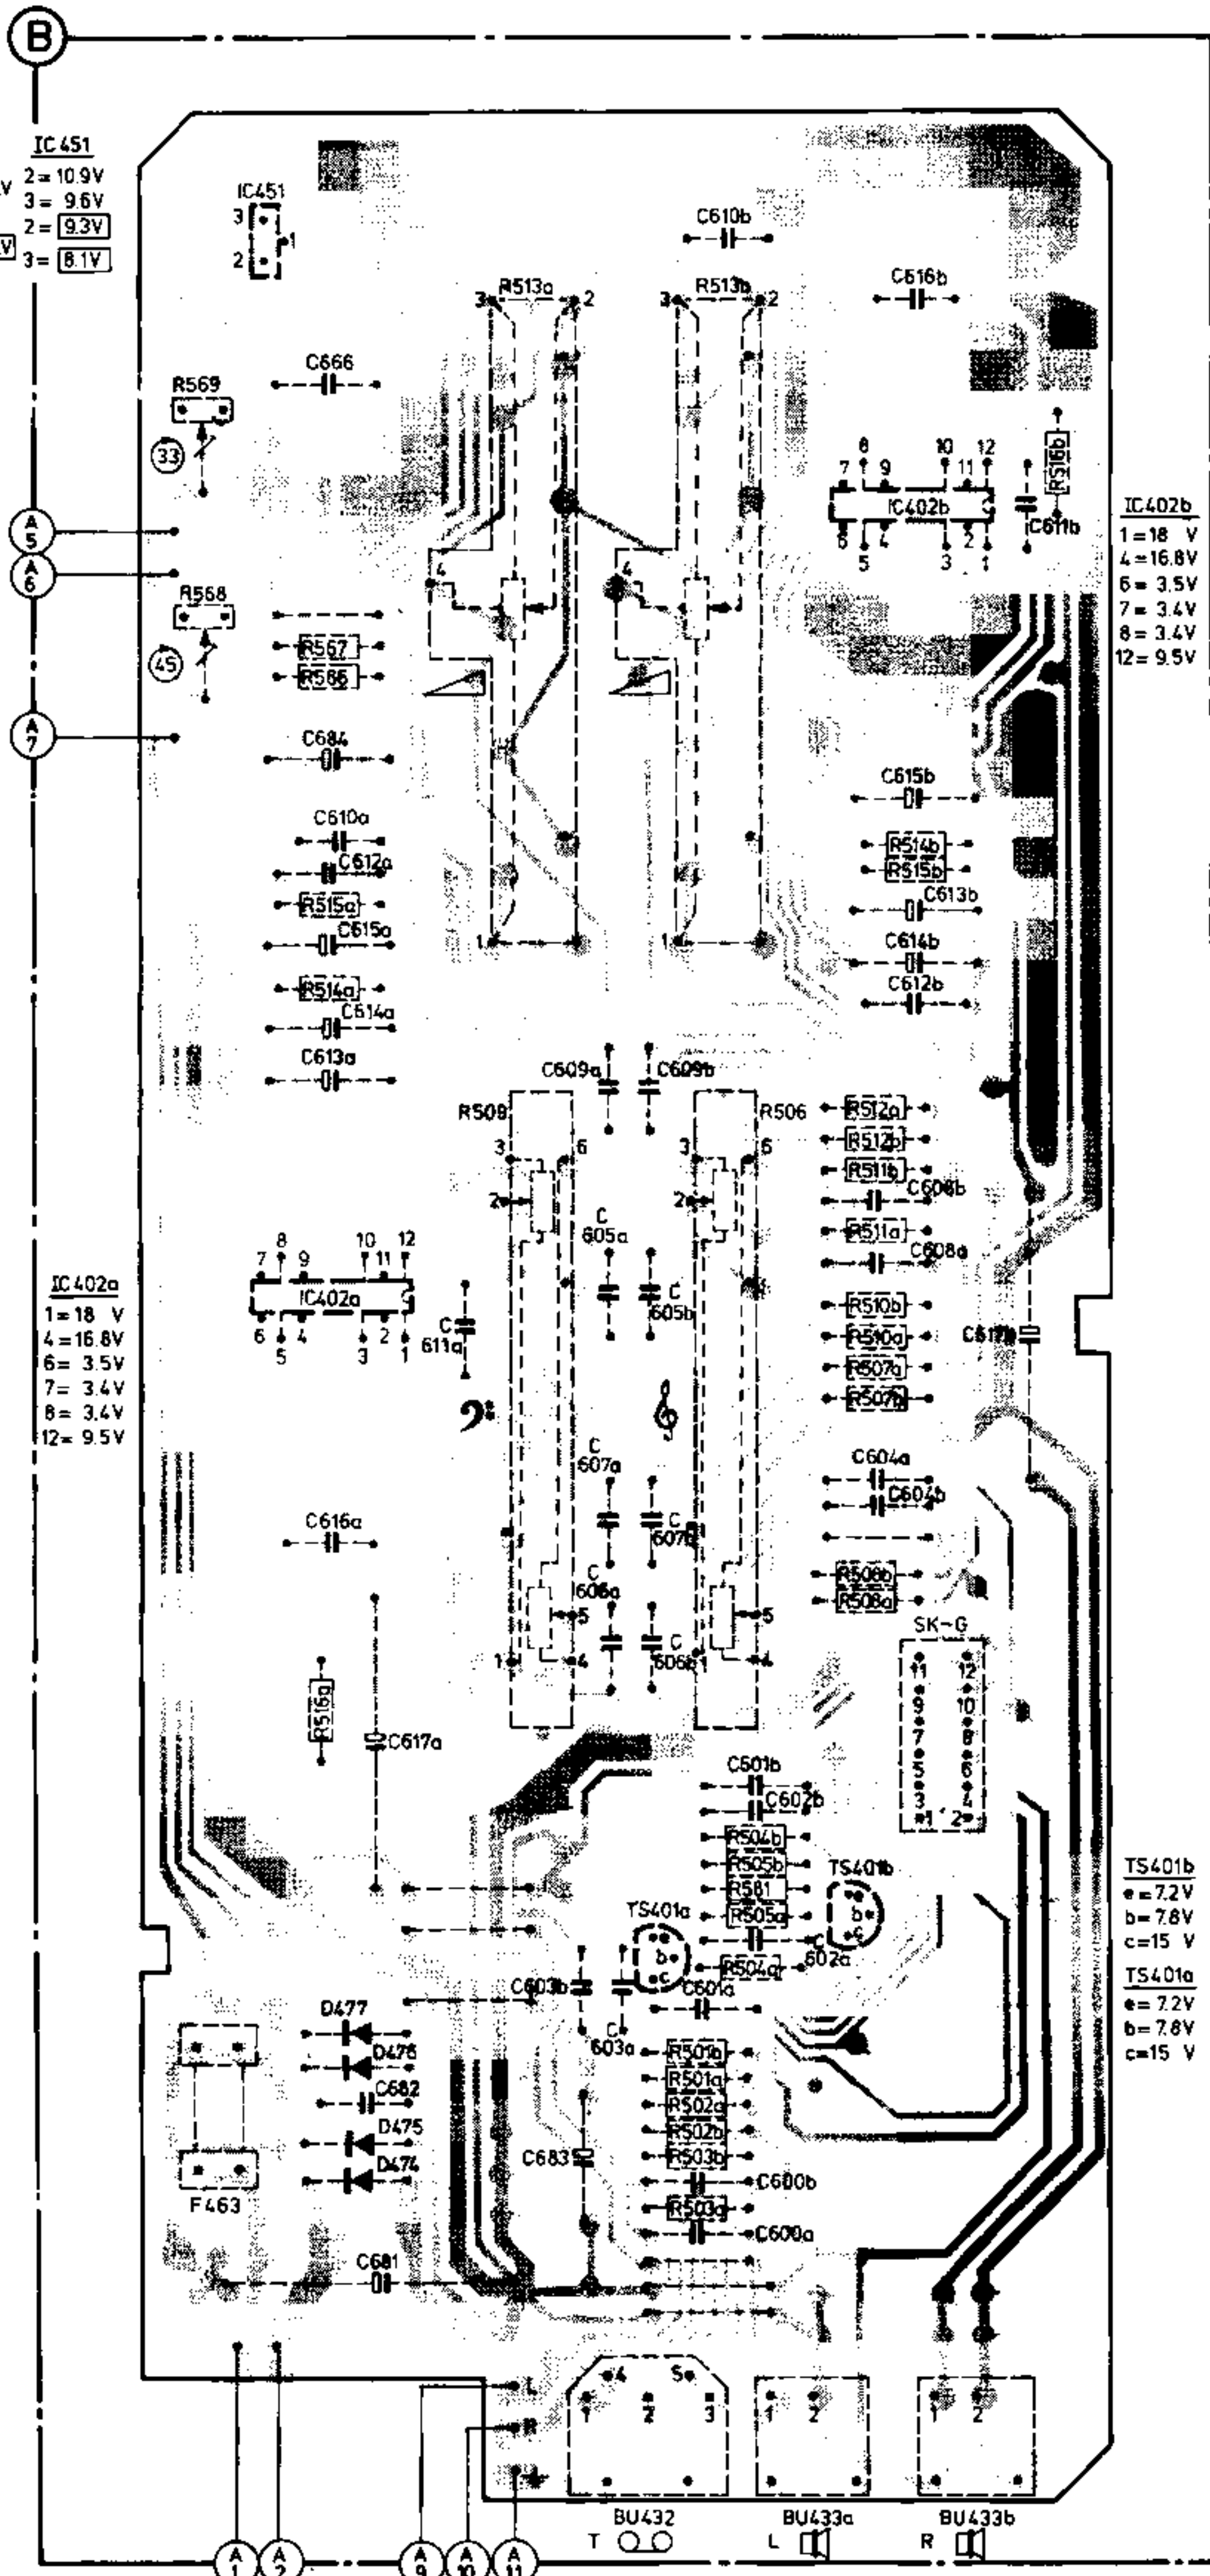 B
IC451
2=10.9V
3= 9.6V
2= 9.3V
3= 8.1V
V
V
IC451
3
1
2
C610b
R513a
3
2
R513b
3
2
C616b
C666
R569
33
8
10
12
7
9
11
R516b
IC402b
C611b
6
4
2
5
3
1
IC402b
1=18 V
4=16.8V
6= 3.5V
7= 3.4V
8= 3.4V
12= 9.5V
A5
A6
4
4
R568
45
R567
R566
A7
C684
C615b
C610a
C612a
R514b
R515b
R515a
C613b
C615a
1
1
C614b
R514a
C612b
C614a
C613a
C609a
C609b
R509
R506
R512a
3
6
3
6
R512b
R511b
2
2
C608b
C
605a
R511a
C608a
8
10
12
7
9
11
IC402a
6
4
2
5
3
1
C
611a
C
605b
R510b
R510a
C617b
R507a
R507b
IC402a
1=18 V
4=16.8V
6= 3.5V
7= 3.4V
8= 3.4V
12= 9.5V
C
607a
C604a
C604b
C616a
C
607b
C
606a
R508b
R508a
5
5
SK-G
1
4
C
606b
1
4
11
12
9
10
7
8
5
6
3
4
1
2
R516a
C617a
C601b
C602b
R504b
R505b
TS401b
R581
R505a
TS401a
b
c
b
c
C
602a
R504a
TS401b
e=7.2V
b=7.8V
c=15 V
TS401a
e=7.2V
b=7.8V
c=15 V
C603b
C601a
D477
C
603a
R501b
D476
R501a
C682
R502a
D475
R502b
C683
R503b
D474
C600b
F463
R503a
C600a
C681
L
4
5
1
2
3
1
2
1
2
R
BU432
BU433a
BU433b
T
L
R
A1
A2
A9
A10
A11